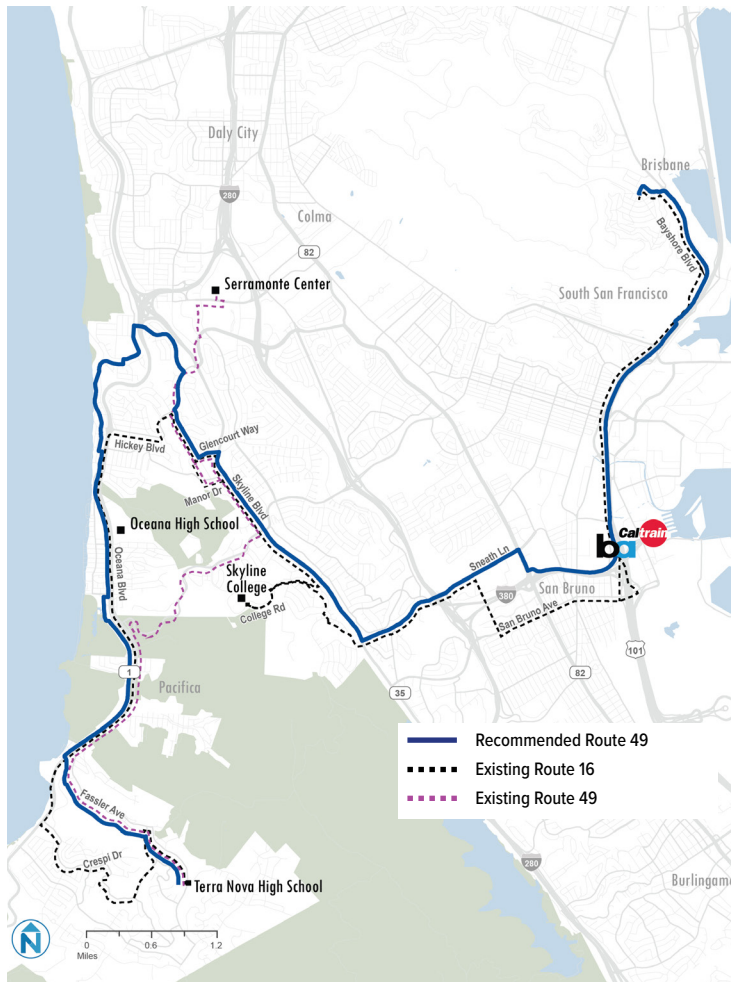 Daly City
Brisbane
280
Colma
82
Bayshore Blvd
Serramonte Center
South San Francisco
Glencourt Way
Hickey Blvd
Manor Dr
Skyline Blvd
Oceana High School
Oceana Blvd
ba
Caltrain
Sneath Ln
Skyline College
College Rd
380
San Bruno
San Bruno Ave
101
1
82
35
Pacifica
Recommended Route 49
Existing Route 16
Existing Route 49
Fassler Ave
Crespi Dr
Terra Nova High School
280
Burlingame
N
0 0.6 1.2
Miles